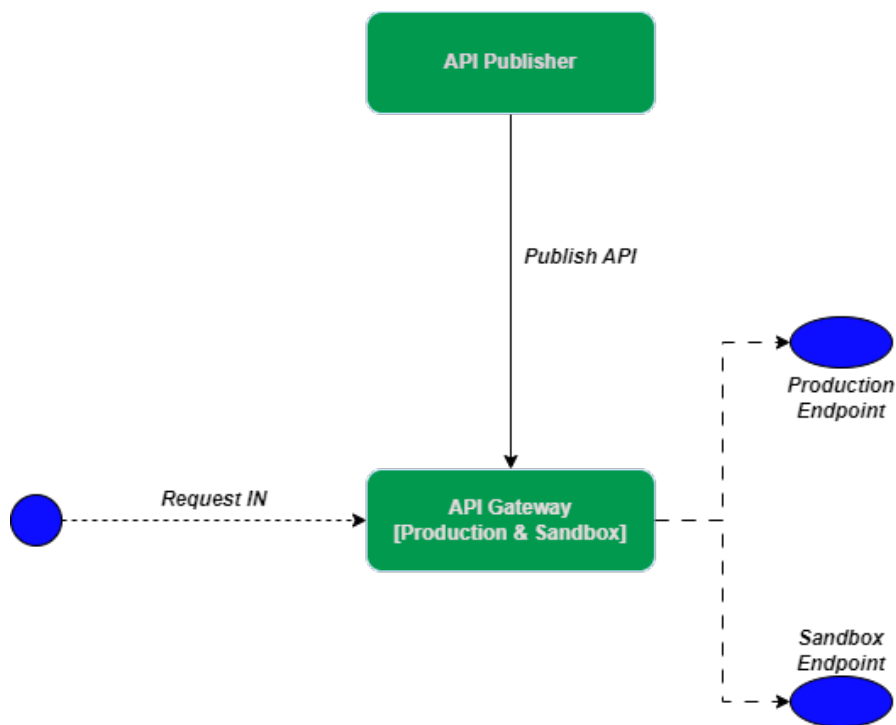 API Publisher
Publish API
Production
Endpoint
Request IN
API Gateway
[Production & Sandbox]
Sandbox
Endpoint